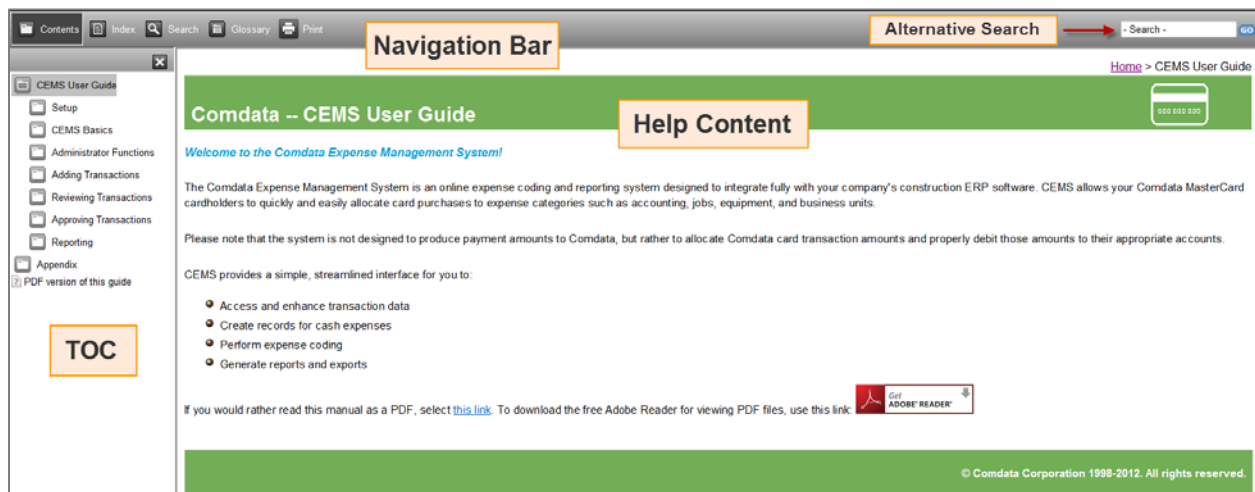 Contents Index Search Glossary Print
Navigation Bar
Alternative Search
- Search -
GO
Home > CEMS User Guide
CEMS User Guide
Setup
CEMS Basics
Administrator Functions
Adding Transactions
Reviewing Transactions
Approving Transactions
Reporting
Appendix
PDF version of this guide
TOC
Comdata -- CEMS User Guide
000 000 000
Help Content
Welcome to the Comdata Expense Management System!
The Comdata Expense Management System is an online expense coding and reporting system designed to integrate fully with your company's construction ERP software. CEMS allows your Comdata MasterCard
cardholders to quickly and easily allocate card purchases to expense categories such as accounting, jobs, equipment, and business units.
Please note that the system is not designed to produce payment amounts to Comdata, but rather to allocate Comdata card transaction amounts and properly debit those amounts to their appropriate accounts.
CEMS provides a simple, streamlined interface for you to:
Access and enhance transaction data
Create records for cash expenses
Perform expense coding
Generate reports and exports
If you would rather read this manual as a PDF, select this link. To download the free Adobe Reader for viewing PDF files, use this link:
Get
ADOBE® READER®
© Comdata Corporation 1998-2012. All rights reserved.